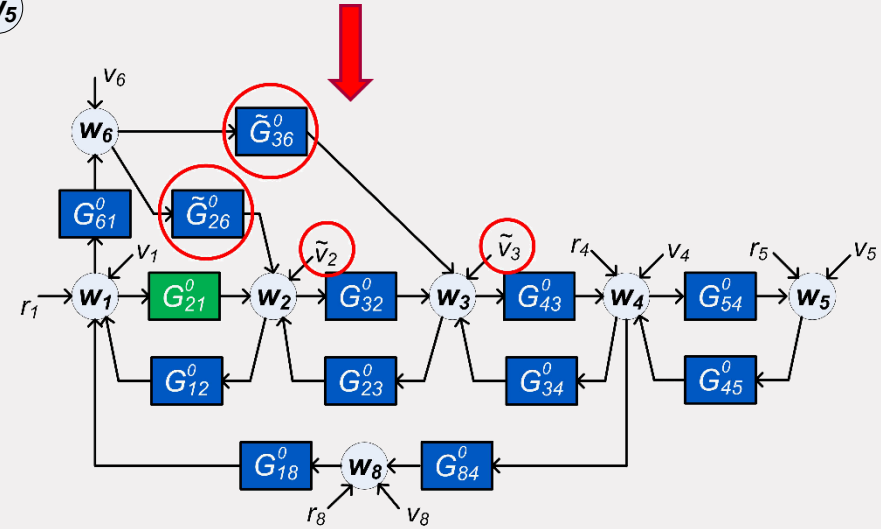 w₅
v₆
w₆
G̃⁰₃₆
G⁰₆₁
G̃⁰₂₆
v₁
ṽ₂
ṽ₃
r₄
v₄
r₅
v₅
r₁
w₁
G⁰₂₁
w₂
G⁰₃₂
w₃
G⁰₄₃
w₄
G⁰₅₄
w₅
G⁰₁₂
G⁰₂₃
G⁰₃₄
G⁰₄₅
G⁰₁₈
w₈
G⁰₈₄
r₈
v₈